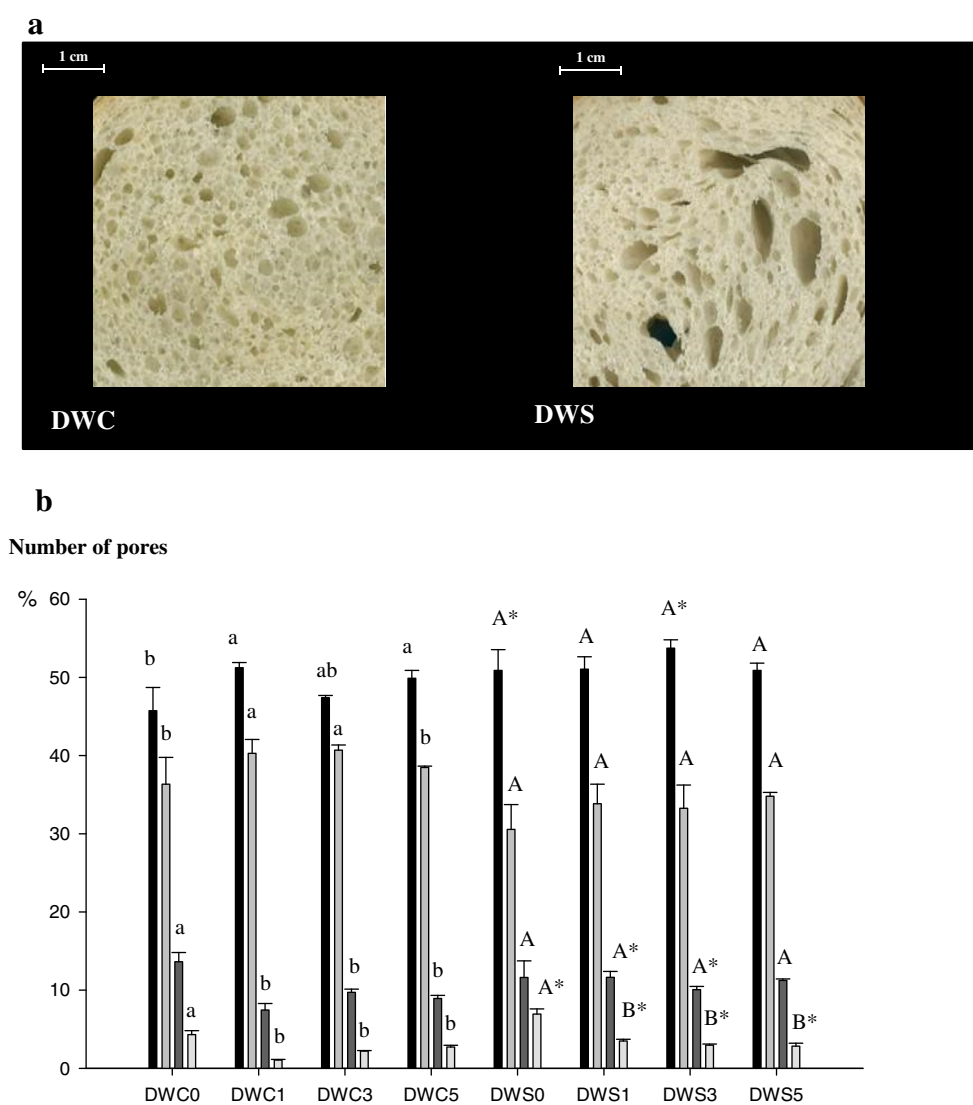 a
1 cm 1 cm
DWC DWS
b
Number of pores
% 60
50
40
30
20
10
0
b b a a
a a b b
ab a b b
a b b b
A* A A A*
A A A* B*
A* A A* B*
A A A B*
DWC0 DWC1 DWC3 DWC5 DWS0 DWS1 DWS3 DWS5